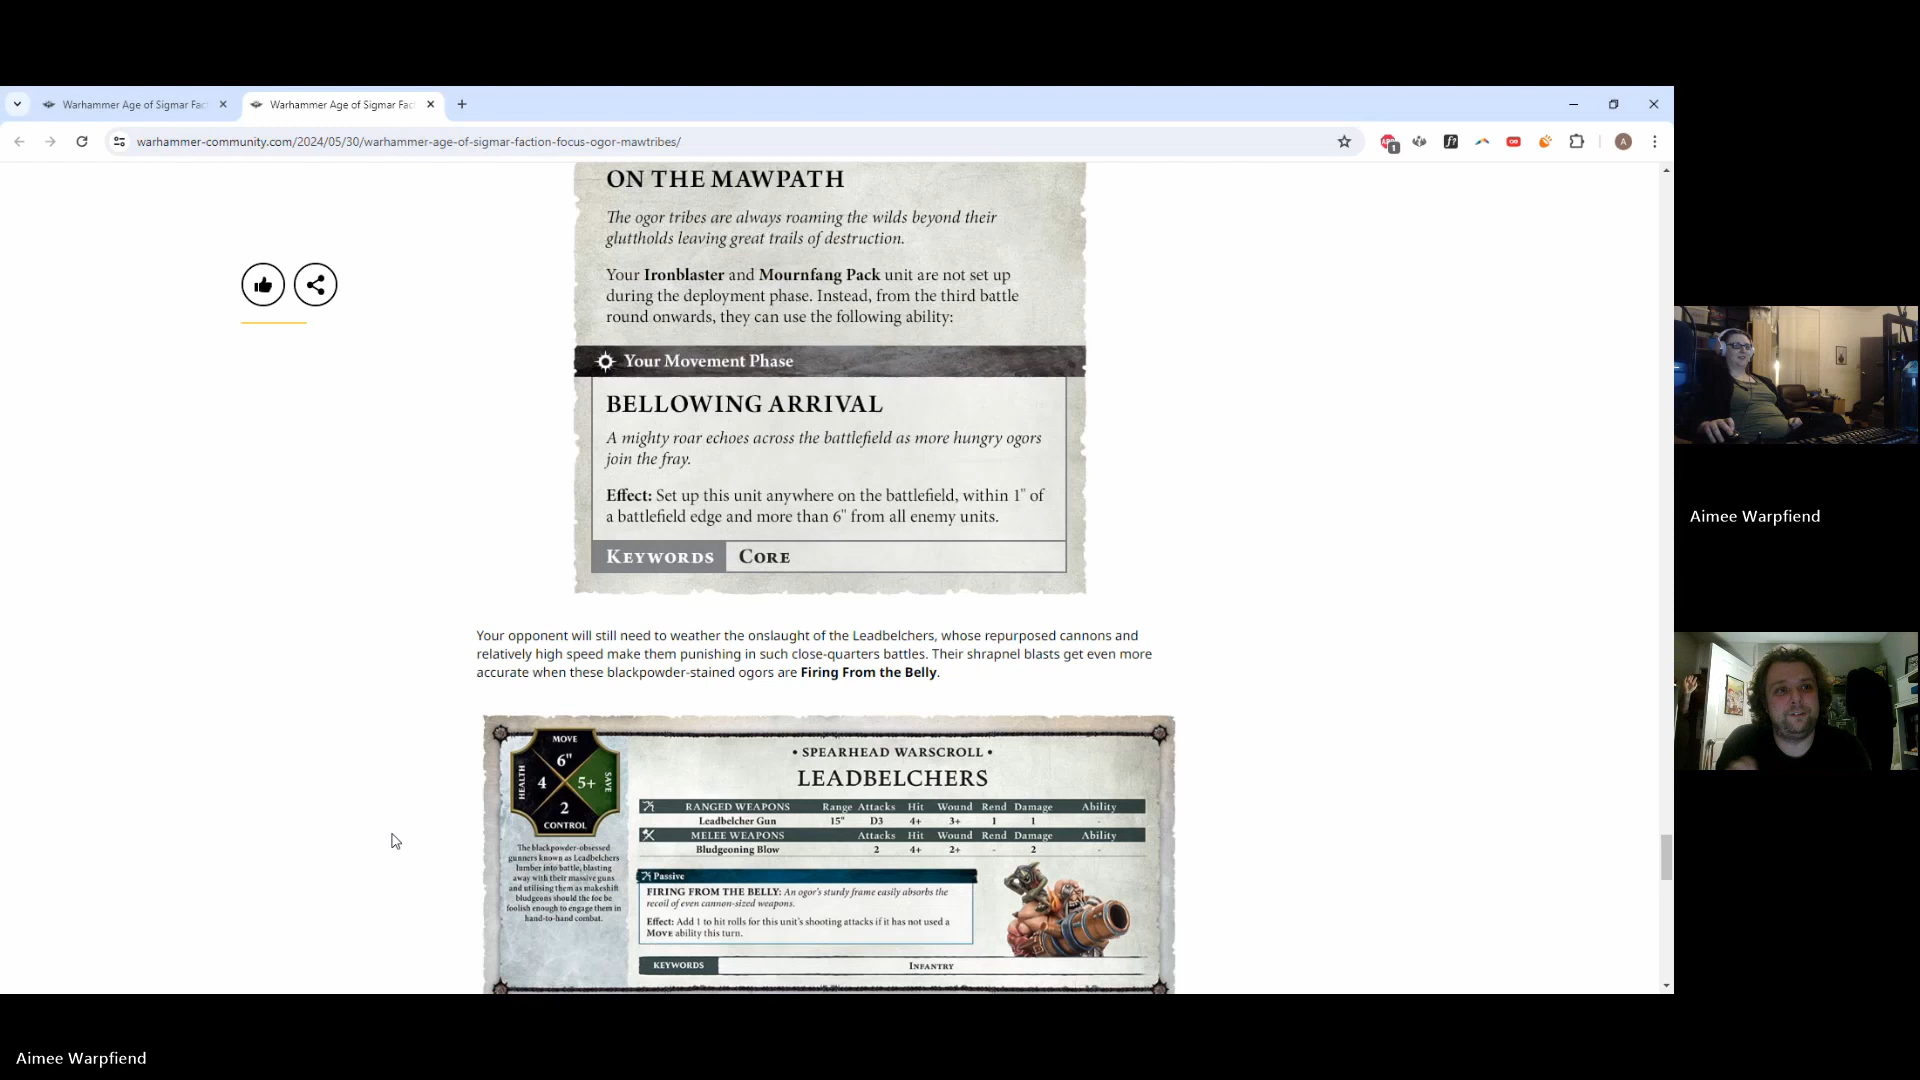 Warhammer Age of Sigmar Fac
Warhammer Age of Sigmar Fac
warhammer-community.com/2024/05/30/warhammer-age-of-sigmar-faction-focus-ogor-mawtribes/
1
A
ON THE MAWPATH
The ogor tribes are always roaming the wilds beyond their
gluttholds leaving great trails of destruction.
Your Ironblaster and Mournfang Pack unit are not set up
during the deployment phase. Instead, from the third battle
round onwards, they can use the following ability:
Your Movement Phase
BELLOWING ARRIVAL
A mighty roar echoes across the battlefield as more hungry ogors
join the fray.
Effect: Set up this unit anywhere on the battlefield, within 1" of
a battlefield edge and more than 6" from all enemy units.
KEYWORDS CORE
Your opponent will still need to weather the onslaught of the Leadbelchers, whose repurposed cannons and
relatively high speed make them punishing in such close-quarters battles. Their shrapnel blasts get even more
accurate when these blackpowder-stained ogors are Firing From the Belly.
MOVE
6"
HEALTH 4 5+ SAVE
2
CONTROL
The blackpowder-obsessed
gunners known as Leadbelchers
lumber into battle, blasting
away with their massive guns
and utilising them as makeshift
bludgeons should the foe be
foolish enough to engage them in
hand-to-hand combat.
• SPEARHEAD WARSCROLL •
LEADBELCHERS
RANGED WEAPONS Range Attacks Hit Wound Rend Damage Ability
Leadbelcher Gun 15" D3 4+ 3+ 1 1 -
MELEE WEAPONS Attacks Hit Wound Rend Damage Ability
Bludgeoning Blow 2 4+ 2+ - 2 -
Passive
FIRING FROM THE BELLY: An ogor's sturdy frame easily absorbs the
recoil of even cannon-sized weapons.
Effect: Add 1 to hit rolls for this unit's shooting attacks if it has not used a
MOVE ability this turn.
KEYWORDS INFANTRY
Aimee Warpfiend
Aimee Warpfiend